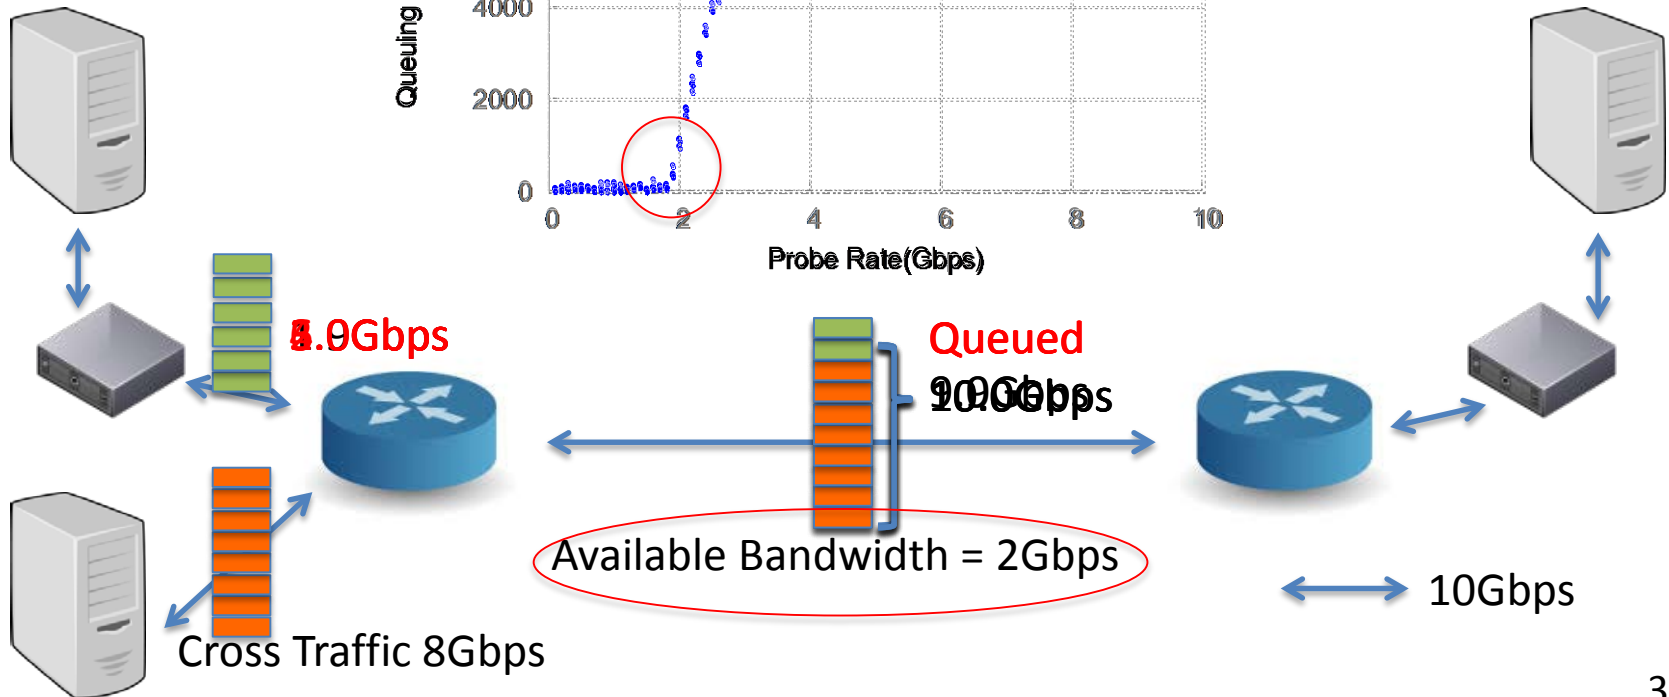 4000
Queuing
2000
0
0 2 4 6 8 10
Probe Rate(Gbps)
Gbps
Queued
Available Bandwidth = 2Gbps
10Gbps
Cross Traffic 8Gbps
3